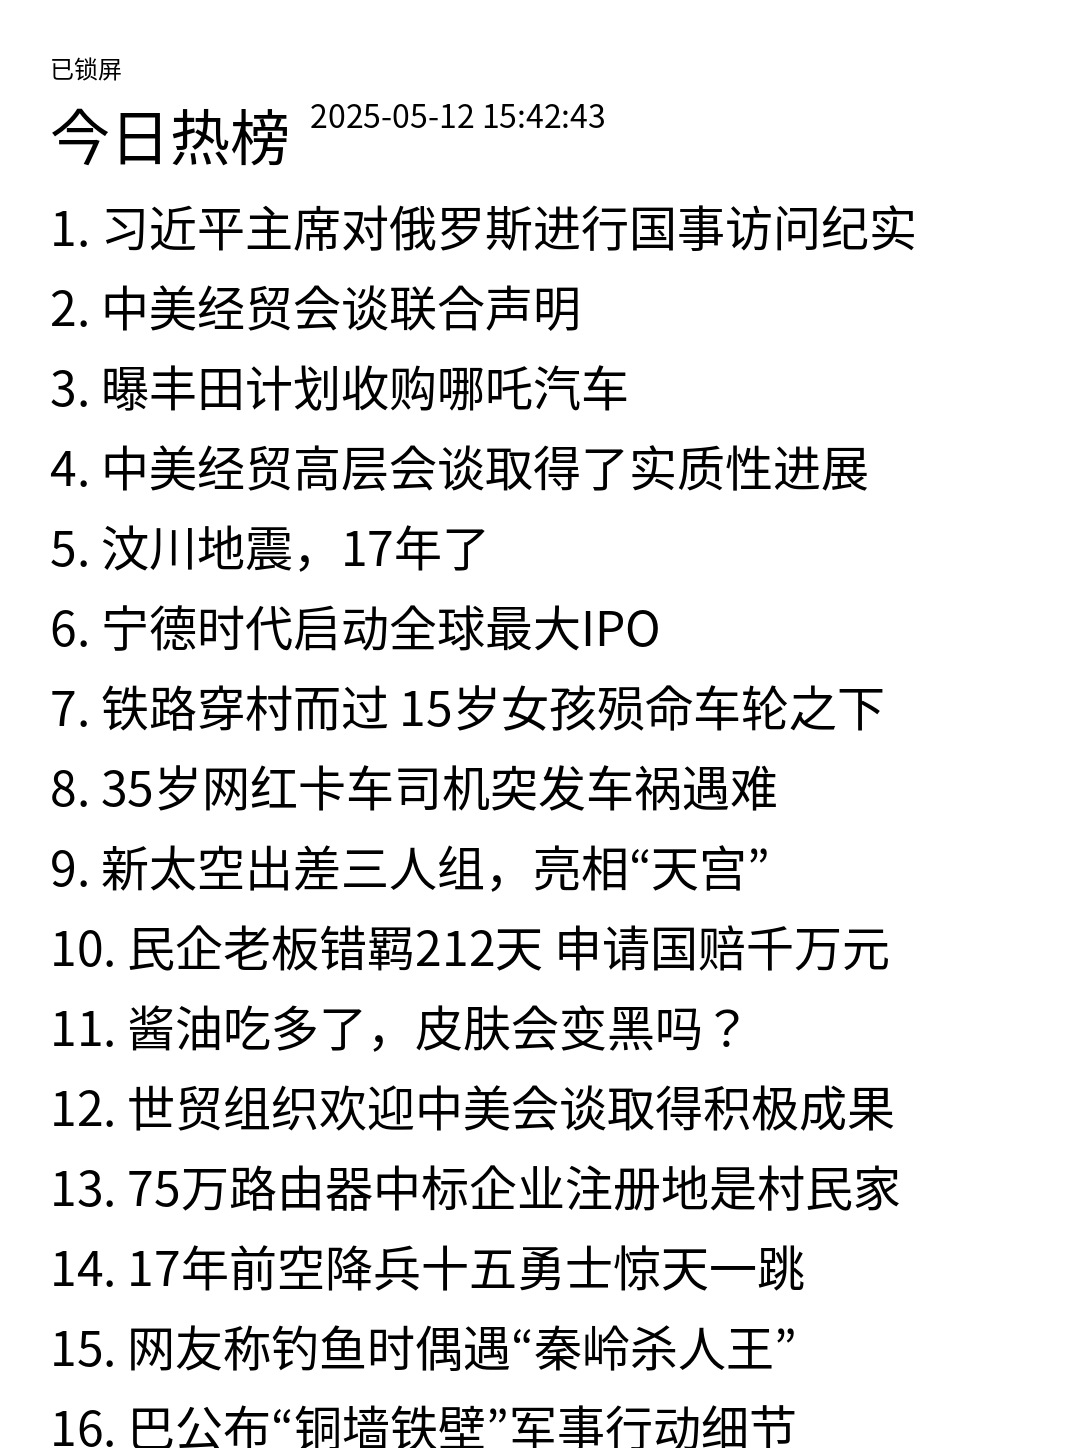 已锁屏
今日热榜 2025-05-12 15:42:43
1. 习近平主席对俄罗斯进行国事访问纪实
2. 中美经贸会谈联合声明
3. 曝丰田计划收购哪吒汽车
4. 中美经贸高层会谈取得了实质性进展
5. 汶川地震，17年了
6. 宁德时代启动全球最大IPO
7. 铁路穿村而过 15岁女孩殒命车轮之下
8. 35岁网红卡车司机突发车祸遇难
9. 新太空出差三人组，亮相“天宫”
10. 民企老板错羁212天 申请国赔千万元
11. 酱油吃多了，皮肤会变黑吗？
12. 世贸组织欢迎中美会谈取得积极成果
13. 75万路由器中标企业注册地是村民家
14. 17年前空降兵十五勇士惊天一跳
15. 网友称钓鱼时偶遇“秦岭杀人王”
16. 巴公布“铜墙铁壁”军事行动细节